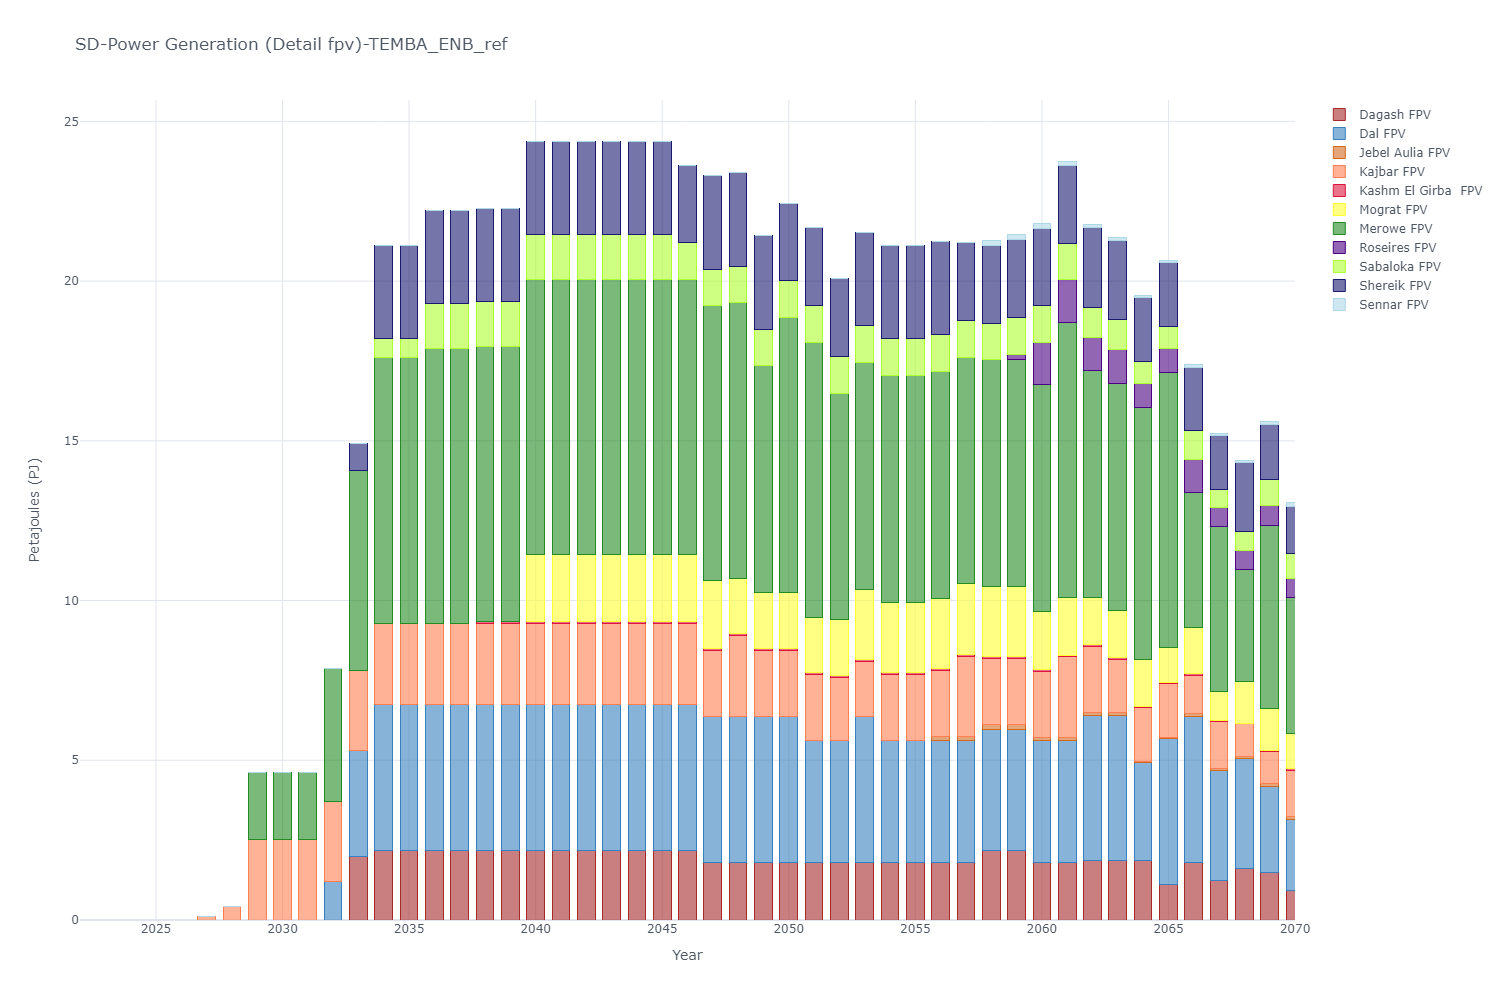 SD-Power Generation (Detail fpv)-TEMBA_ENB_ref
25
20
15
10
5
0
Petajoules (PJ)
2025
2030
2035
2040
2045
2050
2055
2060
2065
2070
Year
Dagash FPV
Dal FPV
Jebel Aulia FPV
Kajbar FPV
Kashm El Girba  FPV
Mograt FPV
Merowe FPV
Roseires FPV
Sabaloka FPV
Shereik FPV
Sennar FPV